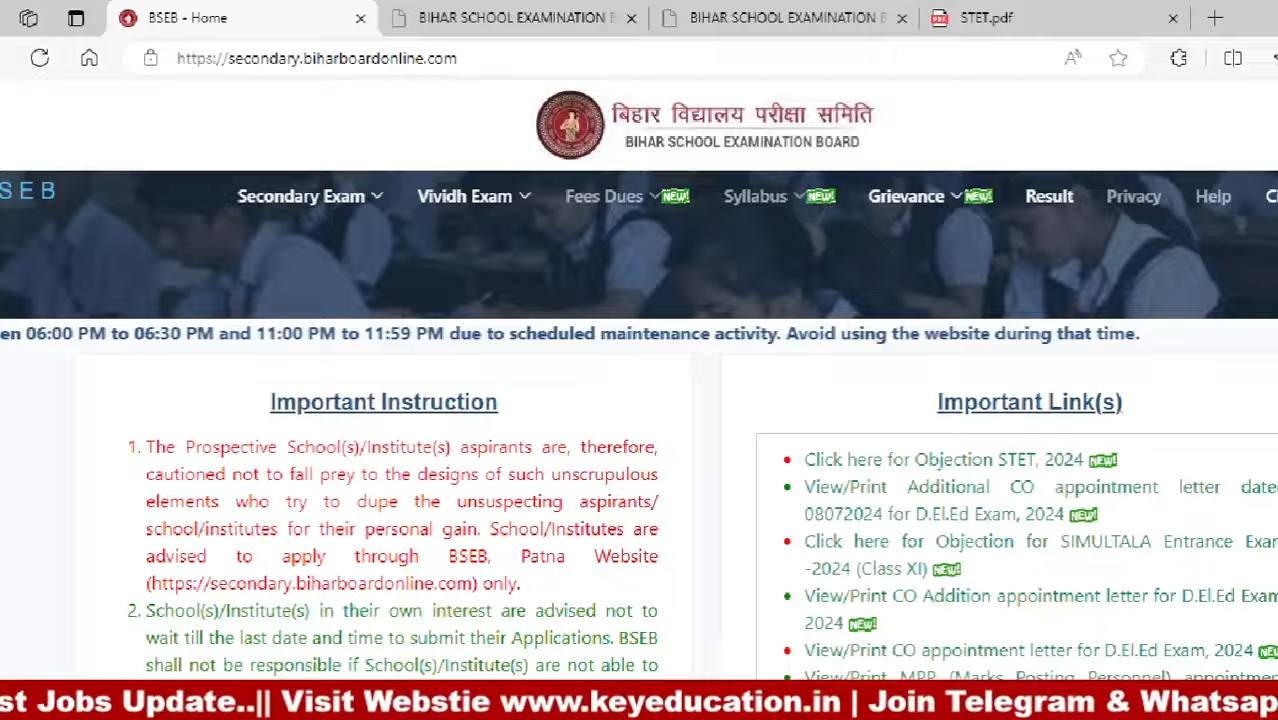 BSEB - Home
BIHAR SCHOOL EXAMINATION
BIHAR SCHOOL EXAMINATION
STET.pdf
https://secondary.biharboardonline.com
बिहार विद्यालय परीक्षा समिति
BIHAR SCHOOL EXAMINATION BOARD
SEB
Secondary Exam Vividh Exam Fees Dues NEW! Syllabus NEW! Grievance NEW! Result Privacy Help
en 06:00 PM to 06:30 PM and 11:00 PM to 11:59 PM due to scheduled maintenance activity. Avoid using the website during that time.
Important Instruction
1. The Prospective School(s)/Institute(s) aspirants are, therefore,
cautioned not to fall prey to the designs of such unscrupulous
elements who try to dupe the unsuspecting aspirants/
school/institutes for their personal gain. School/Institutes are
advised to apply through BSEB, Patna Website
(https://secondary.biharboardonline.com) only.
2. School(s)/Institute(s) in their own interest are advised not to
wait till the last date and time to submit their Applications. BSEB
shall not be responsible if School(s)/Institute(s) are not able to
Important Link(s)
Click here for Objection STET, 2024 NEW!
View/Print Additional CO appointment letter date
08072024 for D.El.Ed Exam, 2024 NEW!
Click here for Objection for SIMULTALA Entrance Exam
-2024 (Class XI) NEW!
View/Print CO Addition appointment letter for D.El.Ed Exam
2024 NEW!
View/Print CO appointment letter for D.El.Ed Exam, 2024
View/Print MPP (Marks Posting Personnel) appointment
st Jobs Update..|| Visit Webstie www.keyeducation.in | Join Telegram & Whatsap